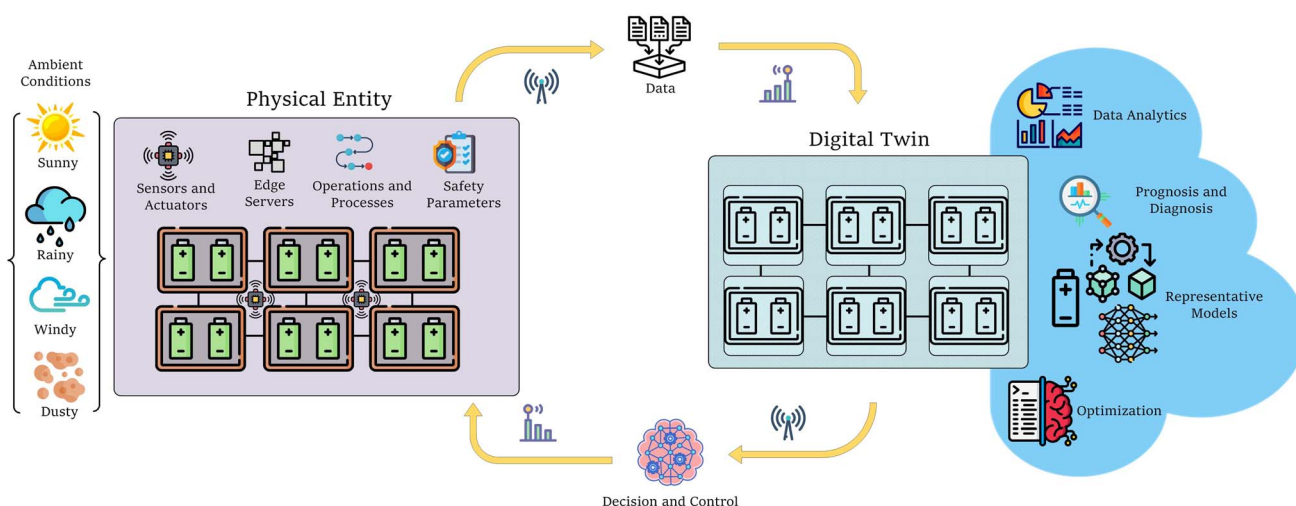 Ambient
Conditions
Sunny
Rainy
Windy
Dusty
Physical Entity
Sensors and
Actuators
Edge
Servers
Operations and
Processes
Safety
Parameters
Data
Digital Twin
Data Analytics
Prognosis and
Diagnosis
Representative
Models
Optimization
Decision and Control